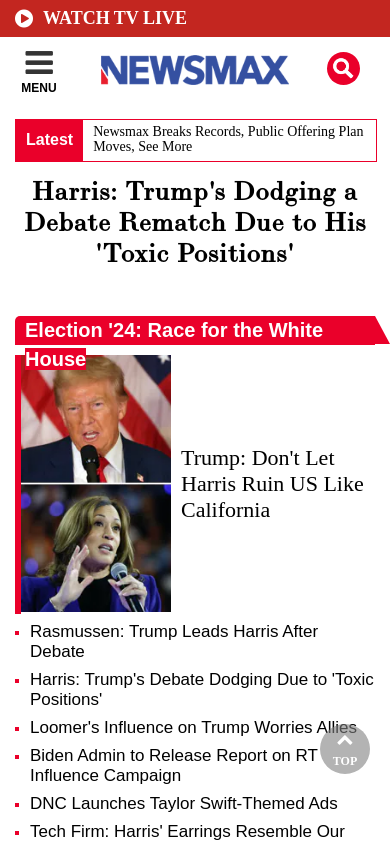 WATCH TV LIVE
MENU
NEWSMAX
Latest
Newsmax Breaks Records, Public Offering Plan
Moves, See More
Harris: Trump's Dodging a
Debate Rematch Due to His
'Toxic Positions'
Election '24: Race for the White
House
Trump: Don't Let
Harris Ruin US Like
California
Rasmussen: Trump Leads Harris After
Debate
Harris: Trump's Debate Dodging Due to 'Toxic
Positions'
Loomer's Influence on Trump Worries Allies
Biden Admin to Release Report on RT
Influence Campaign
TOP
DNC Launches Taylor Swift-Themed Ads
Tech Firm: Harris' Earrings Resemble Our